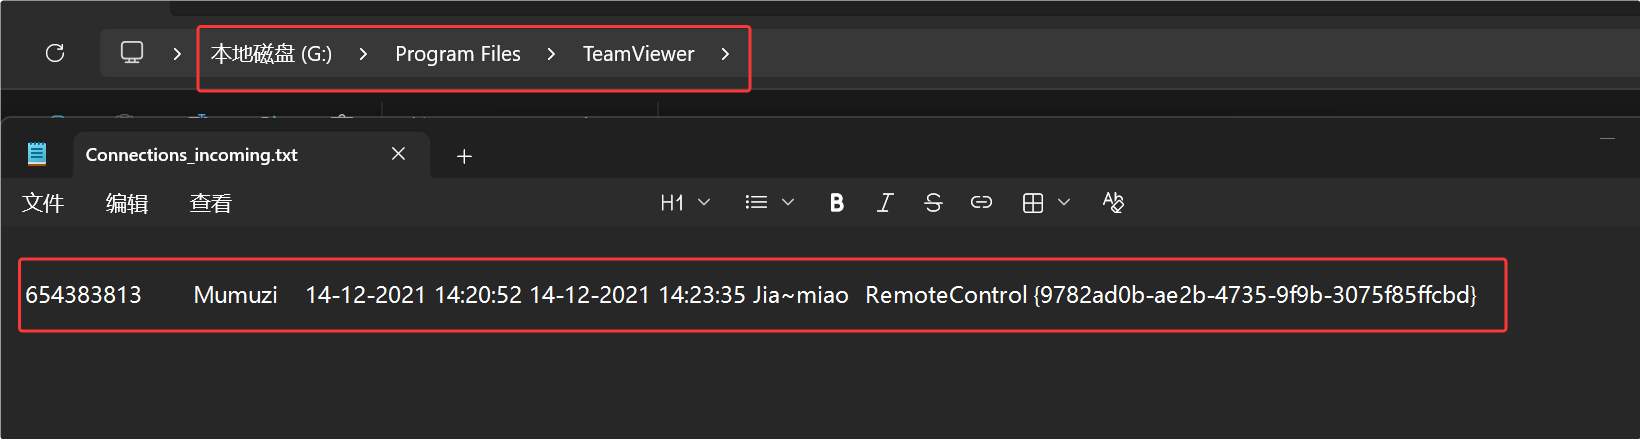 本地磁盘 (G:) > Program Files > TeamViewer >
Connections_incoming.txt
文件 编辑 查看 H1 B I S
654383813 Mumuzi 14-12-2021 14:20:52 14-12-2021 14:23:35 Jia~miao RemoteControl {9782ad0b-ae2b-4735-9f9b-3075f85ffcbd}